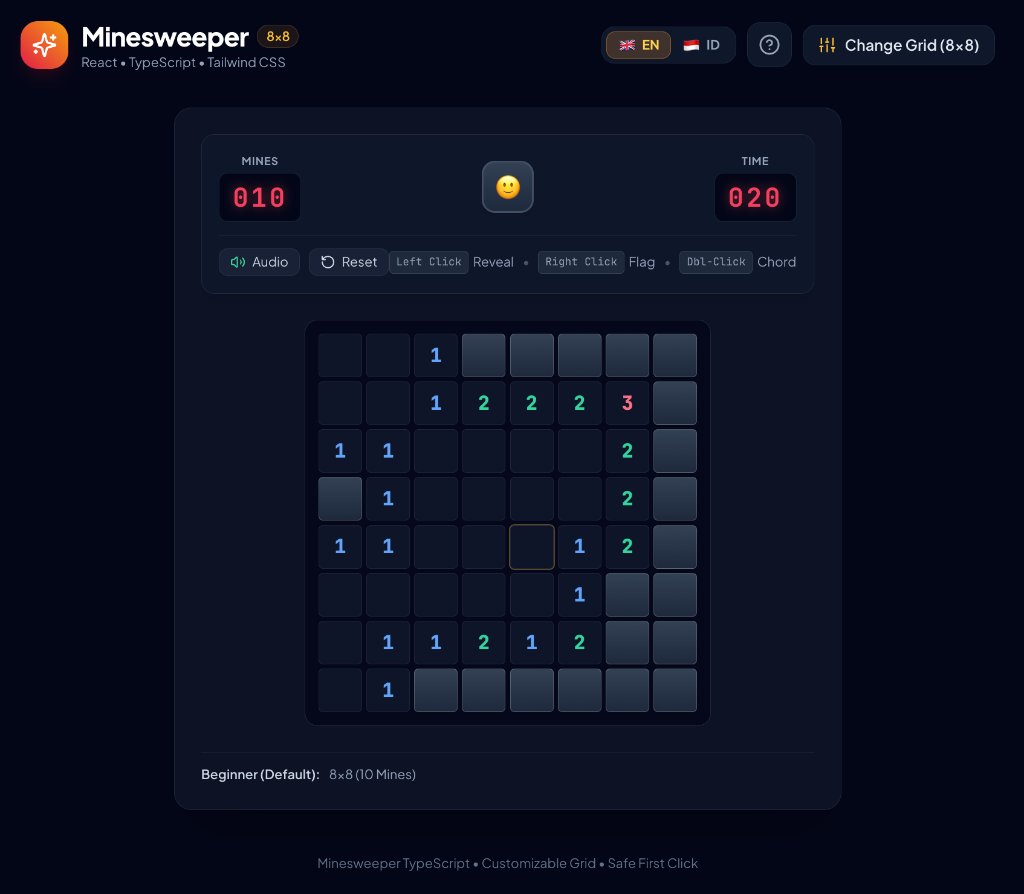 Minesweeper 8×8
React • TypeScript • Tailwind CSS
EN ID
Change Grid (8×8)
MINES TIME
010 020
Audio Reset Left Click Reveal • Right Click Flag • Dbl-Click Chord
1
1 2 2 2 3
1 1 2
1 2
1 1 1 2
1
1 1 2 1 2
1
Beginner (Default): 8×8 (10 Mines)
Minesweeper TypeScript • Customizable Grid • Safe First Click